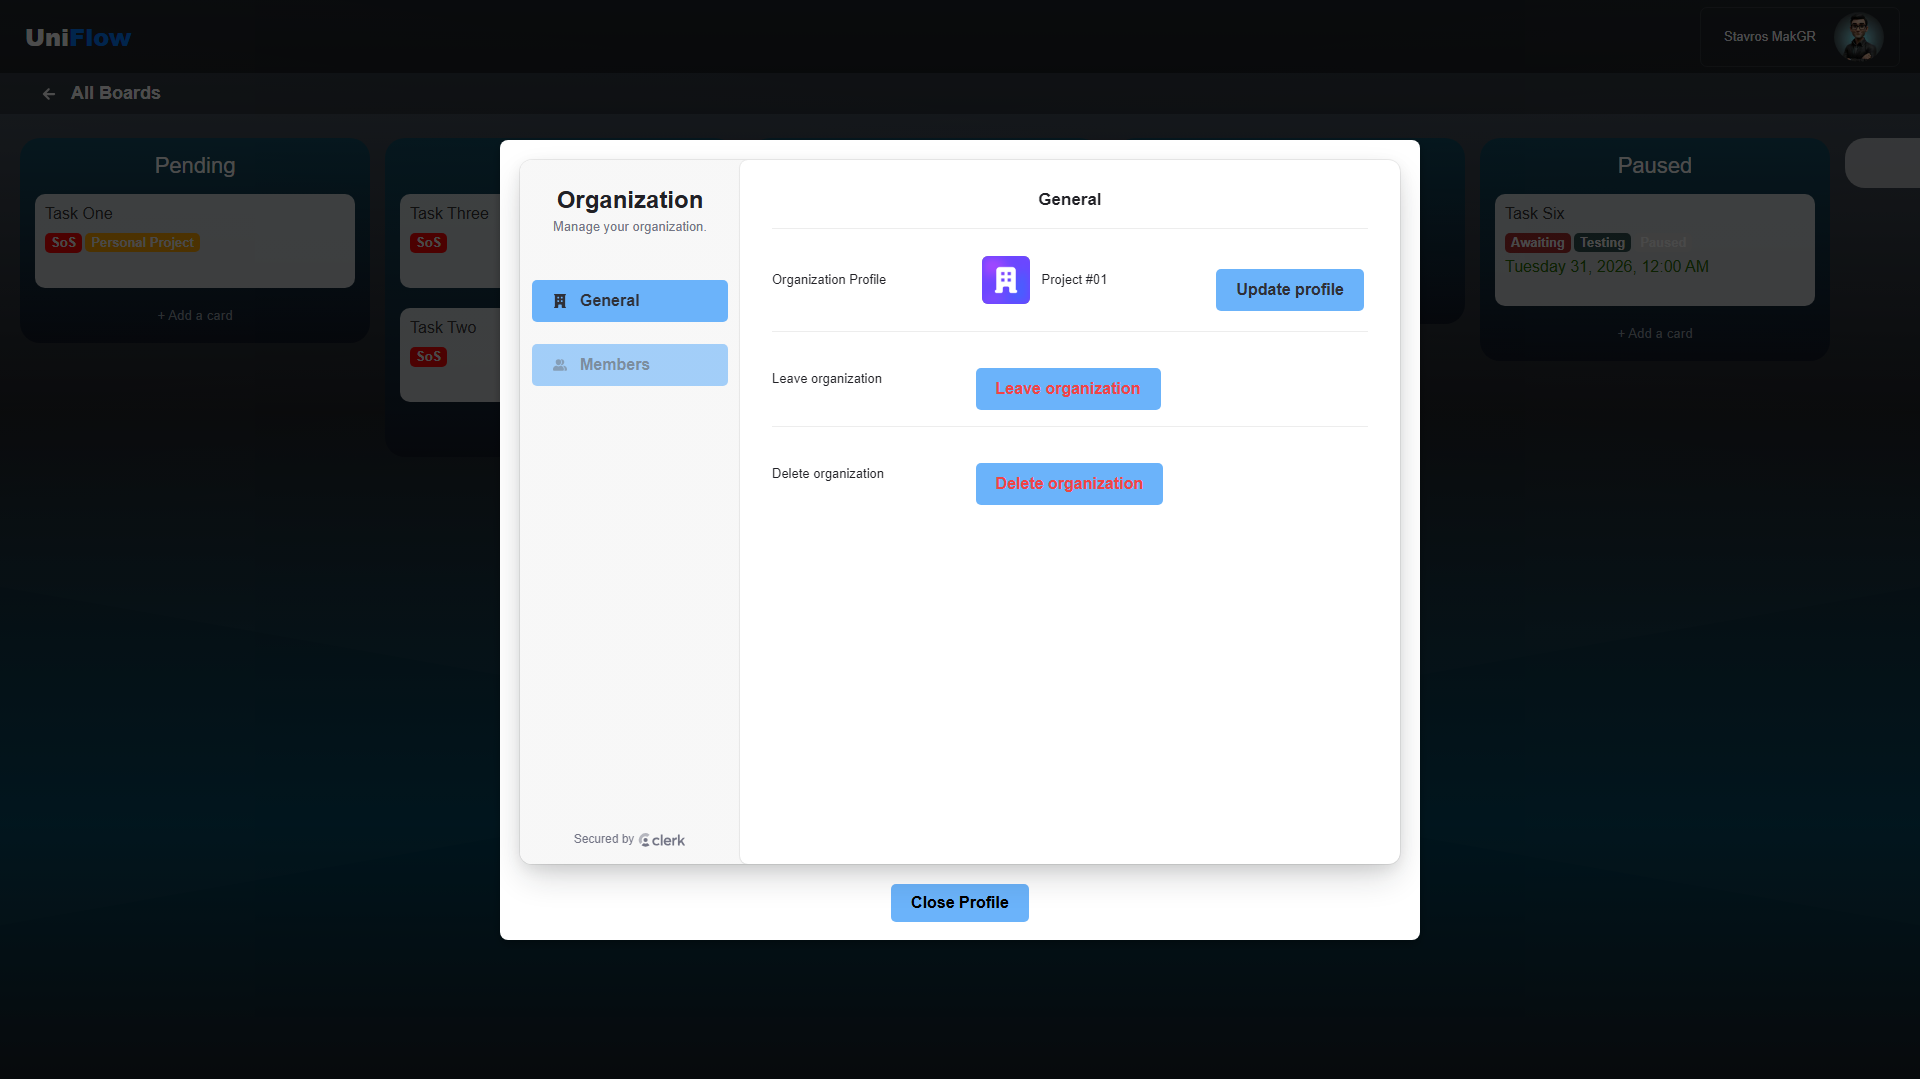 UniFlow
Stavros MakGR
All Boards
Pending
Task One
SoS Personal Project
+ Add a card
Task Three
SoS
Task Two
SoS
Organization
Manage your organization.
General
Members
Secured by clerk
General
Organization Profile
Project #01
Update profile
Leave organization
Leave organization
Delete organization
Delete organization
Close Profile
Paused
Task Six
Awaiting Testing Paused
Tuesday 31, 2026, 12:00 AM
+ Add a card